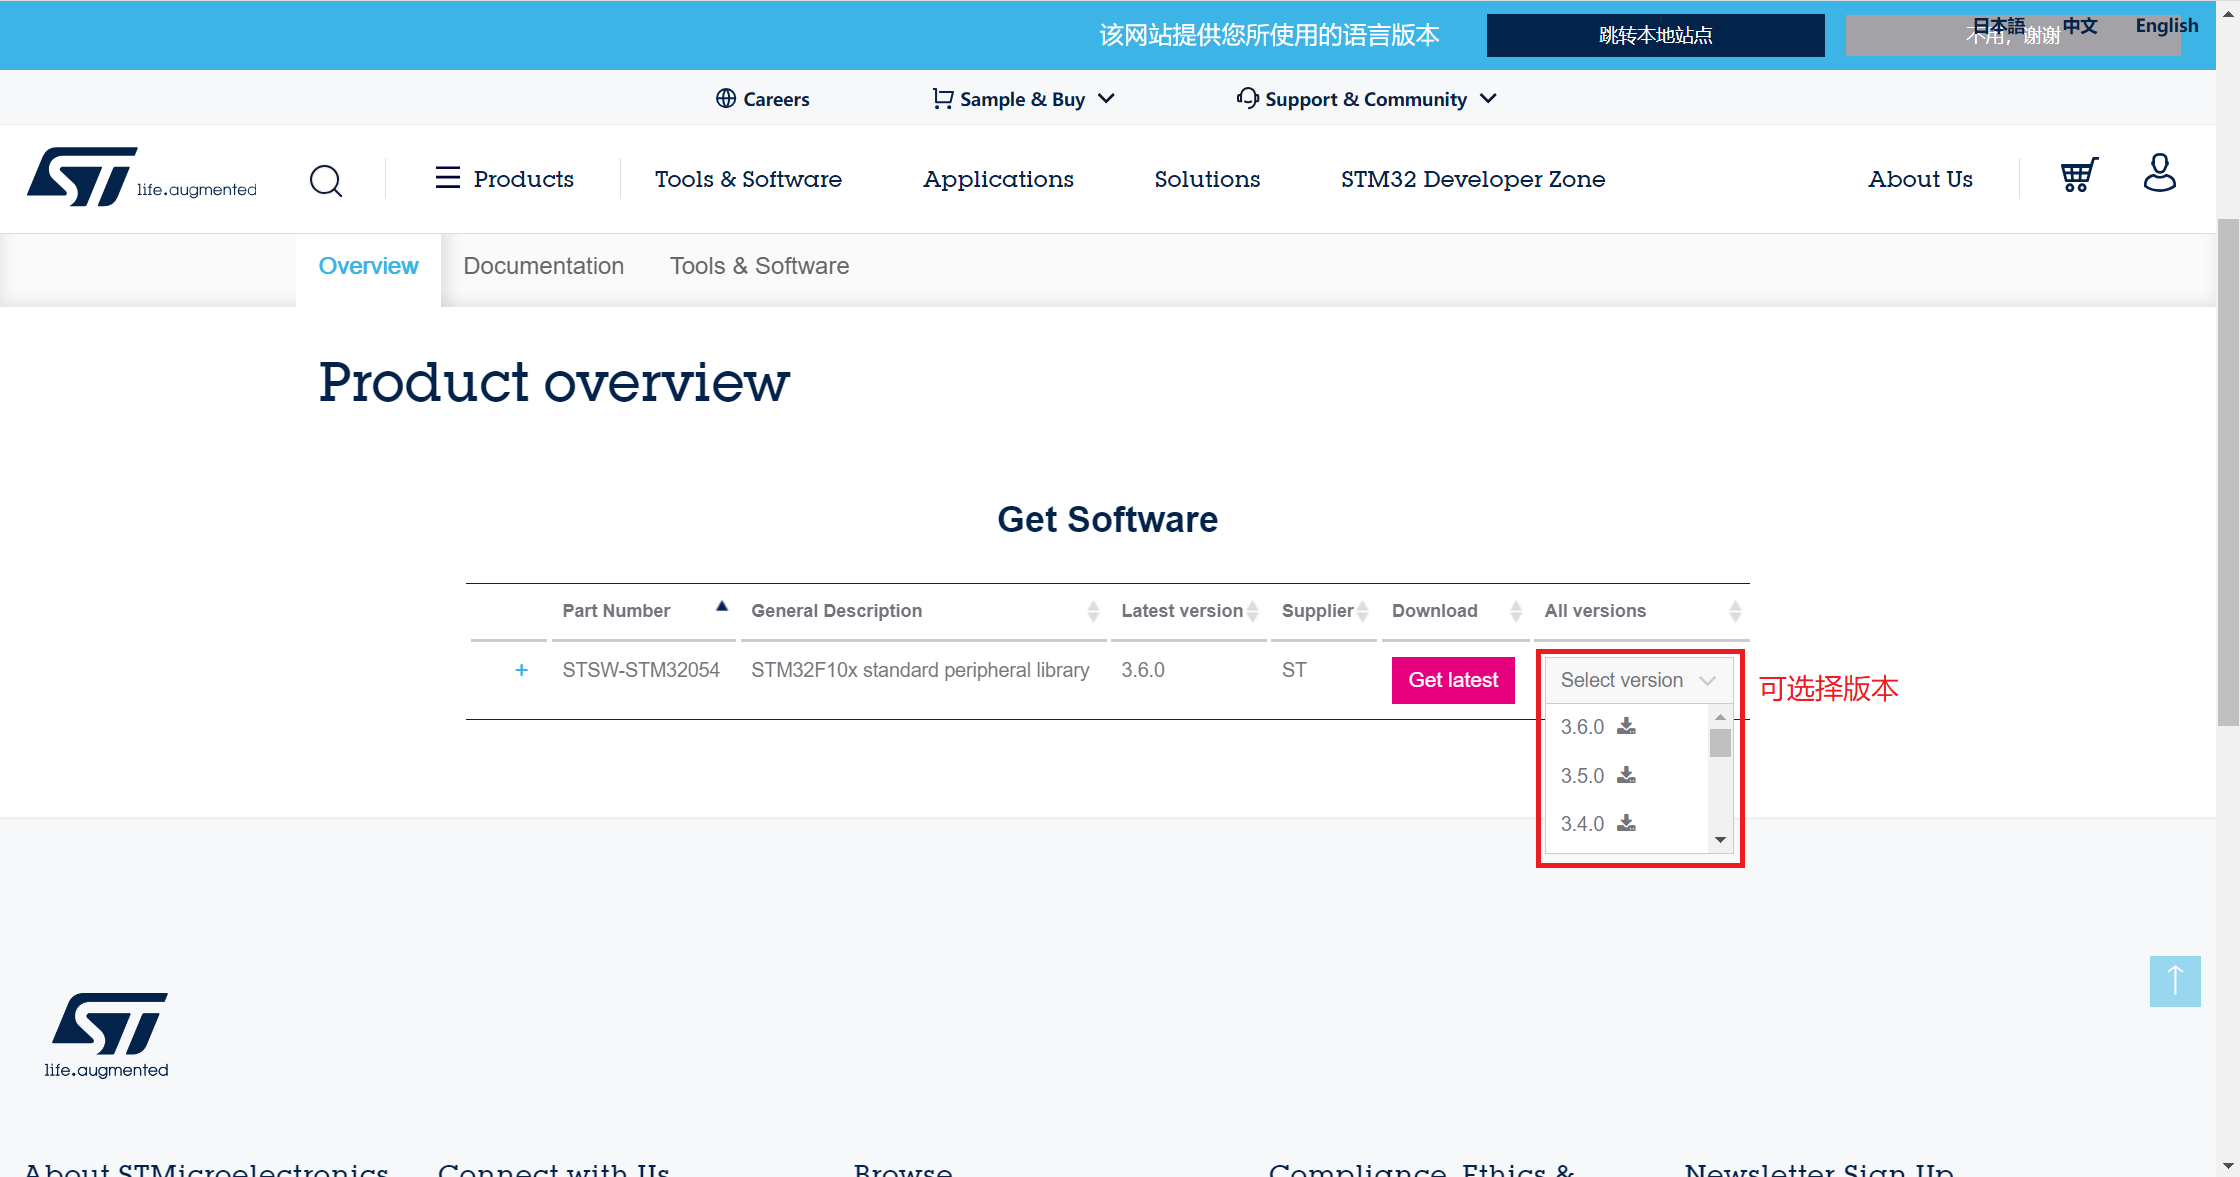 该网站提供您所使用的语言版本
跳转本地站点
不用，谢谢
日本語 中文 English
Careers Sample & Buy Support & Community
life.augmented Products Tools & Software Applications Solutions STM32 Developer Zone About Us
Overview Documentation Tools & Software
Product overview
Get Software
Part Number General Description Latest version Supplier Download All versions
+ STSW-STM32054 STM32F10x standard peripheral library 3.6.0 ST Get latest Select version
可选择版本
3.6.0
3.5.0
3.4.0
ST
life.augmented
About STMicroelectronics Connect with Us Browse Compliance, Ethics & Newsletter Sign Up